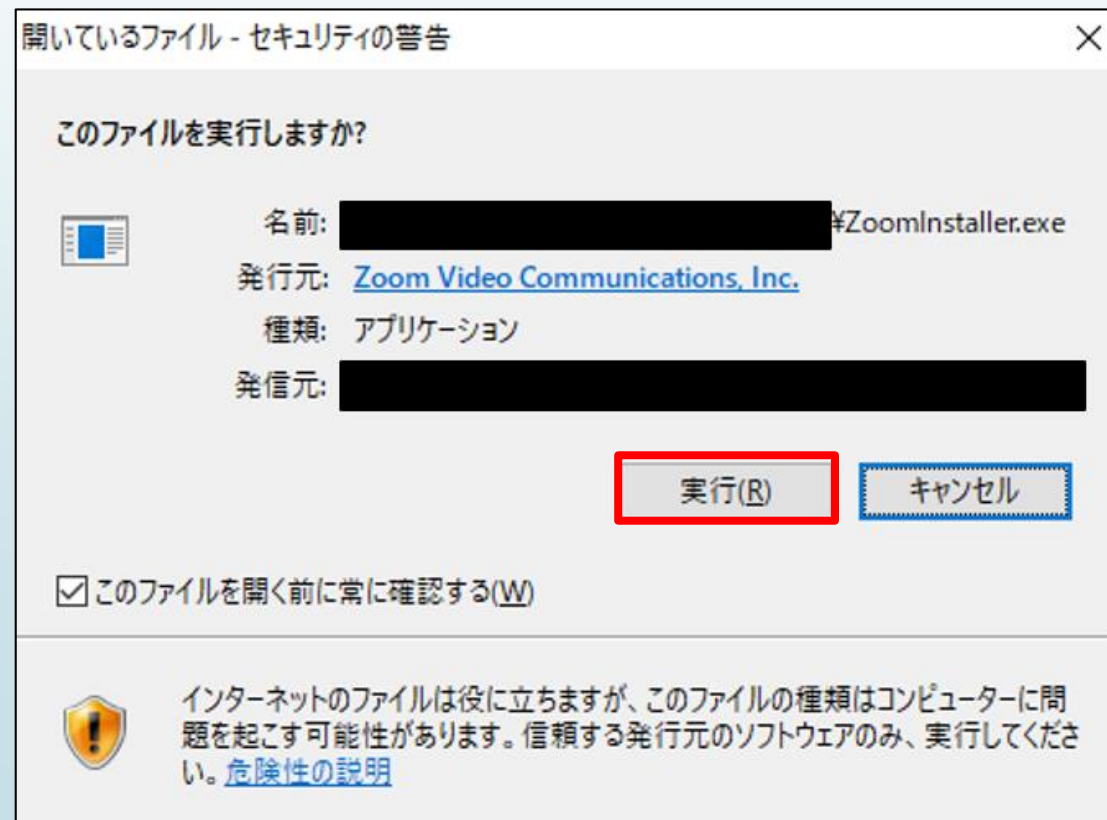 開いているファイル - セキュリティの警告
このファイルを実行しますか?
名前: ¥ZoomInstaller.exe
発行元: Zoom Video Communications, Inc.
種類: アプリケーション
発信元:
実行(R) キャンセル
このファイルを開く前に常に確認する(W)
インターネットのファイルは役に立ちますが、このファイルの種類はコンピューターに問
題を起こす可能性があります。信頼する発行元のソフトウェアのみ、実行してくださ
い。危険性の説明